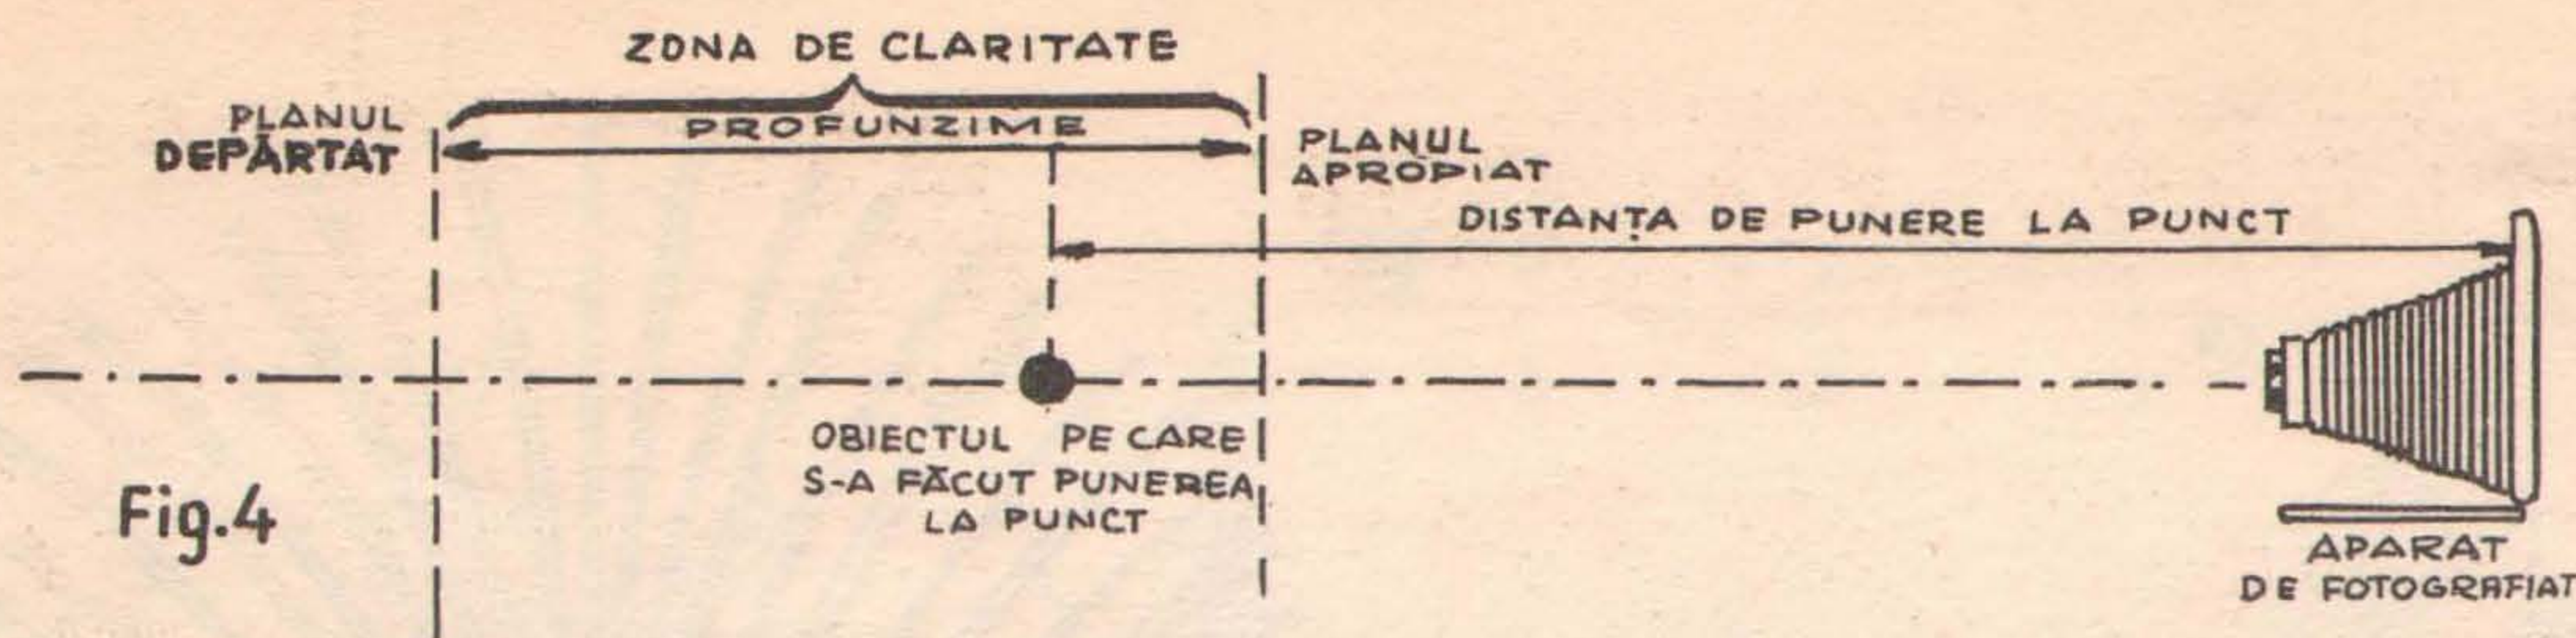 ZONA DE CLARITATE
PLANUL
DEPĂRTAT
PROFUNZIME
PLANUL
APROPIAT
DISTANȚA DE PUNERE LA PUNCT
OBIECTUL PE CARE
S-A FĂCUT PUNEREA
LA PUNCT
Fig.4
APARAT
DE FOTOGRAFIAT